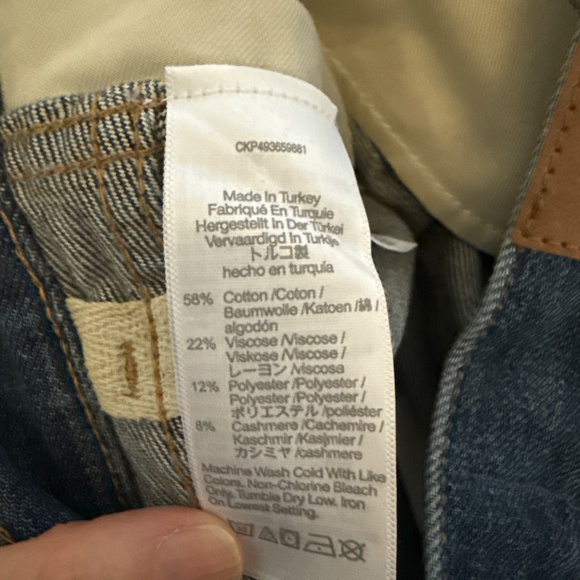 CKP493659881
Made In Turkey
Fabriqué En Turquie
Hergestellt In Der Türkei
Vervaardigd In Turkije
トルコ製
hecho en turquía
58% Cotton /Coton /
Baumwolle /Katoen /綿 /
algodón
22% Viscose /Viscose /
Viskose /Viscose /
レーヨン /viscosa
12% Polyester /Polyester /
Polyester /Polyester /
ポリエステル /poliéster
8% Cashmere /Cachemire /
Kaschmir /Kasjmier /
カシミヤ /cashmere
Machine Wash Cold With Like
Colors. Non-Chlorine Bleach
Only. Tumble Dry Low. Iron
On Lowest Setting.